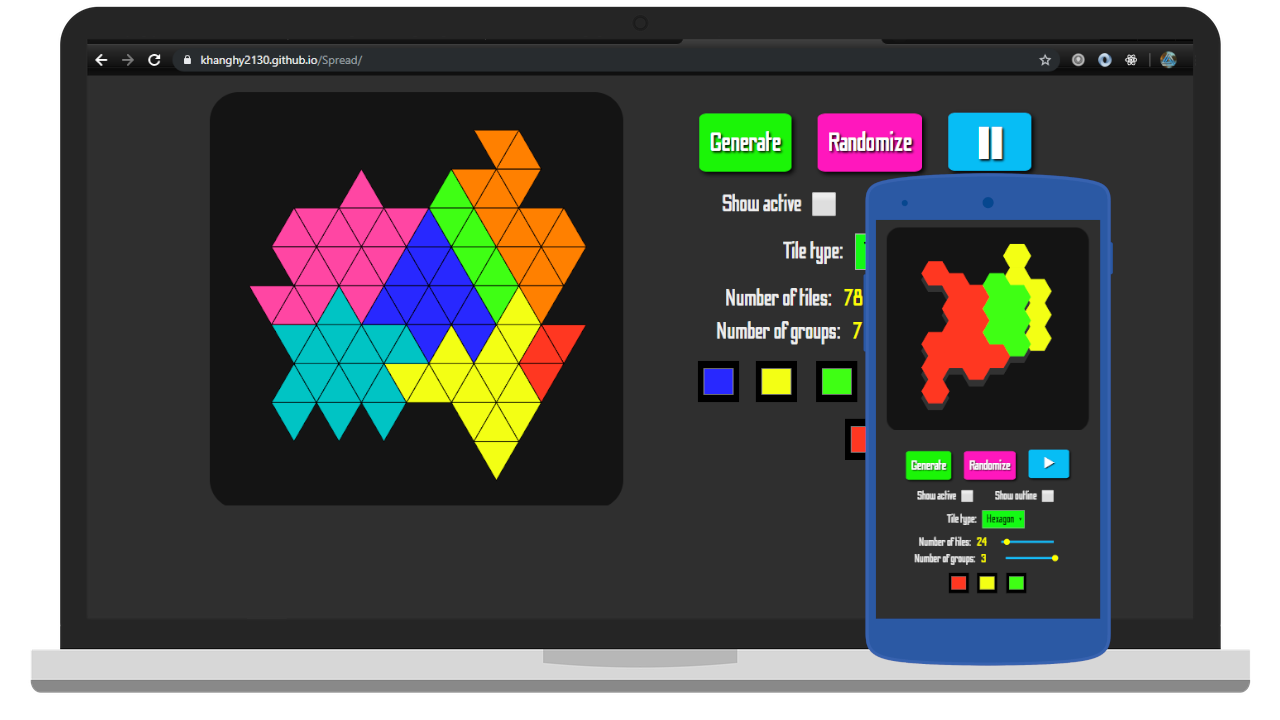 khanghy2130.github.io/Spread/
Generate Randomize
Show active
Tile type:
Number of tiles: 78
Number of groups: 7
Generate Randomize
Show active Show outline
Tile type: Hexagon
Number of tiles: 24
Number of groups: 3